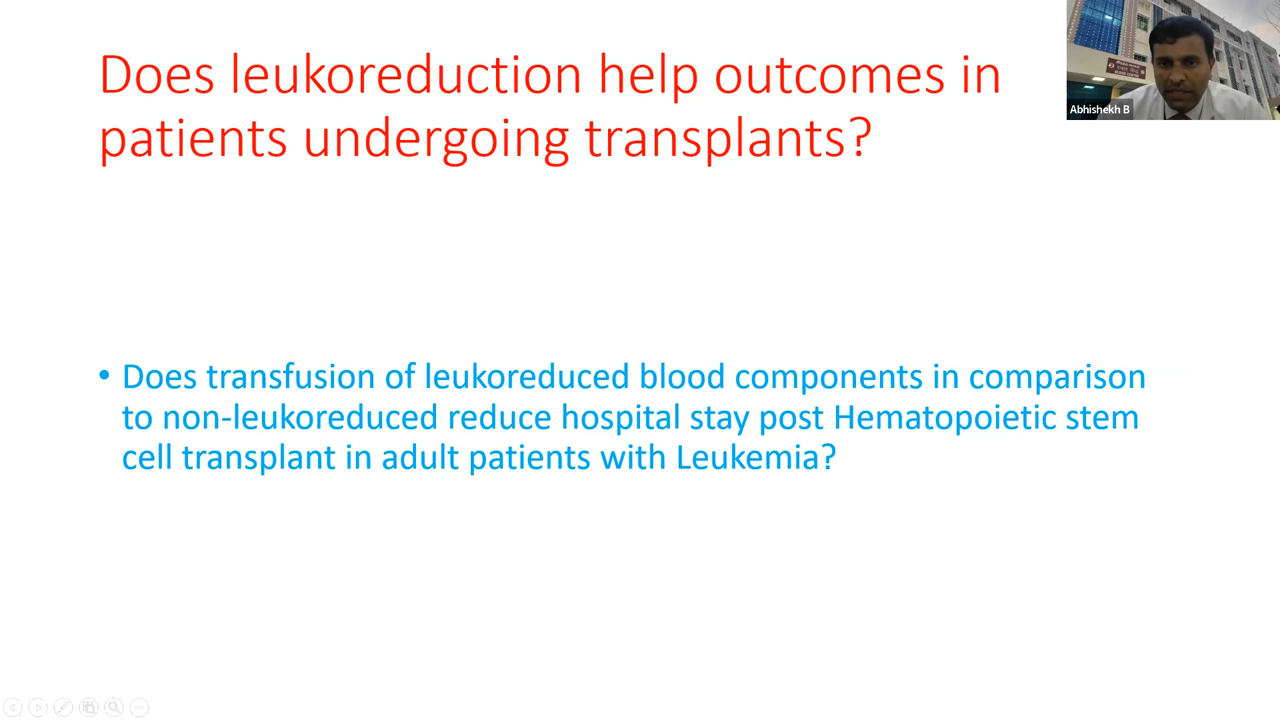 Does leukoreduction help outcomes in
patients undergoing transplants?
Abhishekh B
• Does transfusion of leukoreduced blood components in comparison
to non-leukoreduced reduce hospital stay post Hematopoietic stem
cell transplant in adult patients with Leukemia?